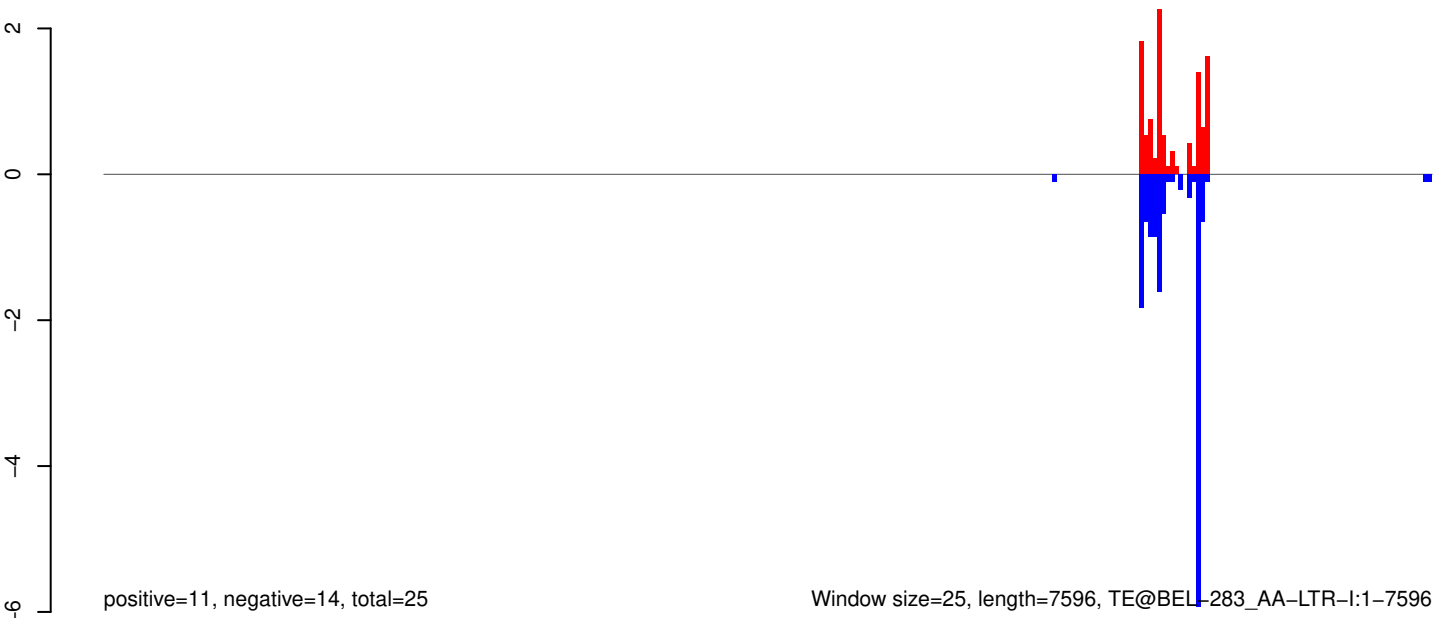 2
0
−2
−4
−6
positive=11, negative=14, total=25
Window size=25, length=7596, TE@BEL−283_AA−LTR−I:1−7596